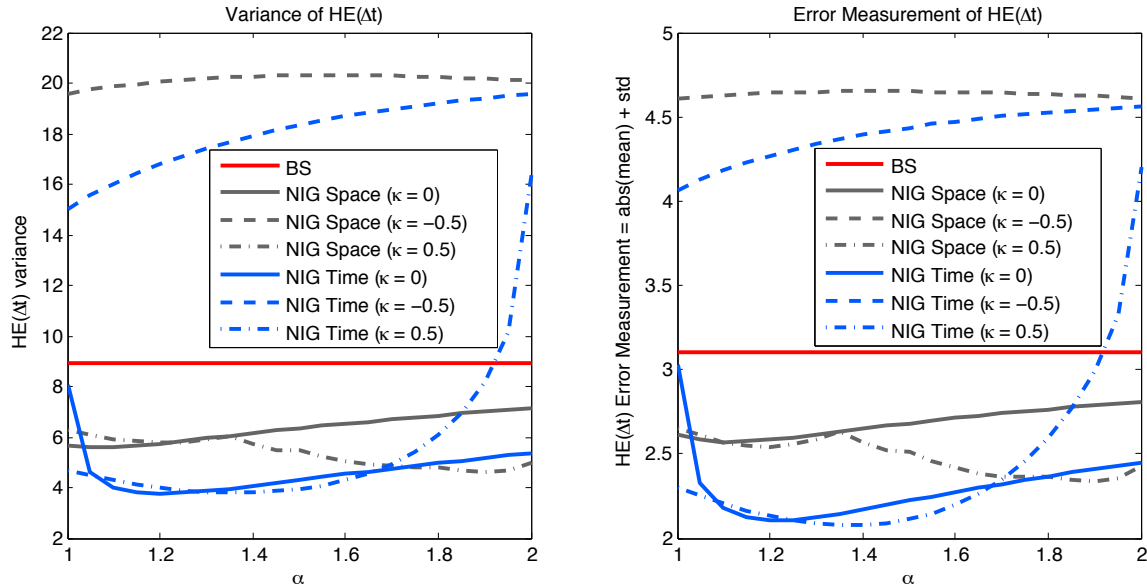 Variance of HE(Δt)
HE(Δt) variance
22
20
18
16
14
12
10
8
6
4
2
1
1.2
1.4
1.6
1.8
2
α
BS
NIG Space (κ = 0)
NIG Space (κ = −0.5)
NIG Space (κ = 0.5)
NIG Time (κ = 0)
NIG Time (κ = −0.5)
NIG Time (κ = 0.5)
Error Measurement of HE(Δt)
HE(Δt) Error Measurement = abs(mean) + std
5
4.5
4
3.5
3
2.5
2
1
1.2
1.4
1.6
1.8
2
α
BS
NIG Space (κ = 0)
NIG Space (κ = −0.5)
NIG Space (κ = 0.5)
NIG Time (κ = 0)
NIG Time (κ = −0.5)
NIG Time (κ = 0.5)